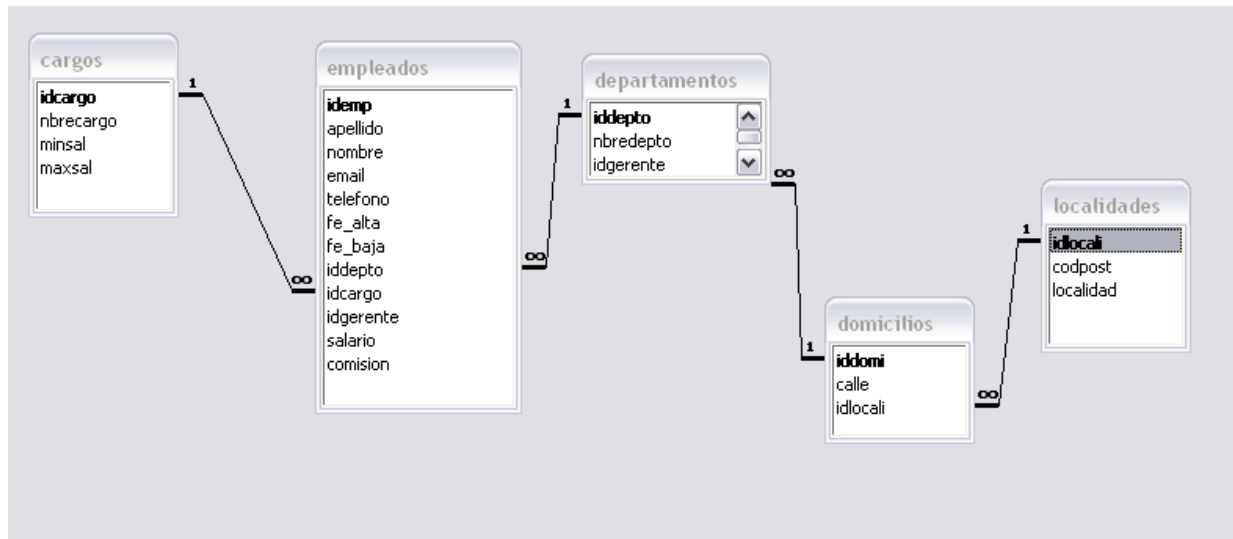 cargos
idcargo
nbrecargo
minsal
maxsal
1
∞
empleados
idemp
apellido
nombre
email
telefono
fe_alta
fe_baja
iddepto
idcargo
idgerente
salario
comision
1
∞
departamentos
iddepto
nbredepto
idgerente
∞
1
domicilios
iddomi
calle
idlocali
1
∞
localidades
idlocali
codpost
localidad